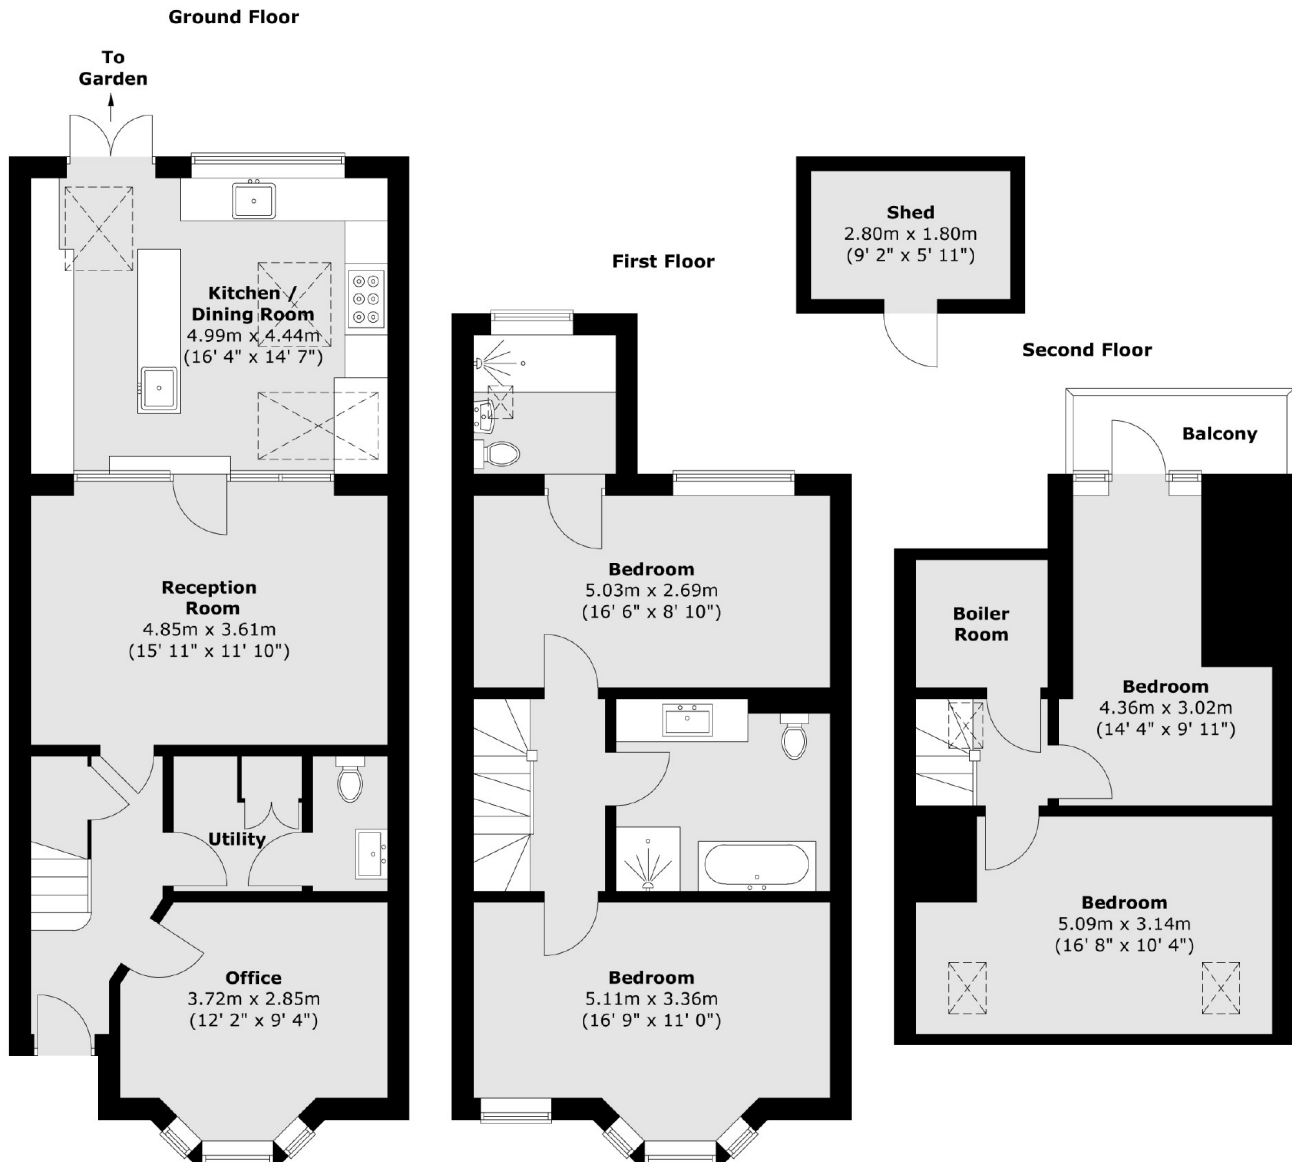 Ground Floor
To
Garden
Kitchen /
Dining Room
4.99m x 4.44m
(16' 4" x 14' 7")
Reception
Room
4.85m x 3.61m
(15' 11" x 11' 10")
Utility
Office
3.72m x 2.85m
(12' 2" x 9' 4")
First Floor
Bedroom
5.03m x 2.69m
(16' 6" x 8' 10")
Bedroom
5.11m x 3.36m
(16' 9" x 11' 0")
Shed
2.80m x 1.80m
(9' 2" x 5' 11")
Second Floor
Balcony
Boiler
Room
Bedroom
4.36m x 3.02m
(14' 4" x 9' 11")
Bedroom
5.09m x 3.14m
(16' 8" x 10' 4")